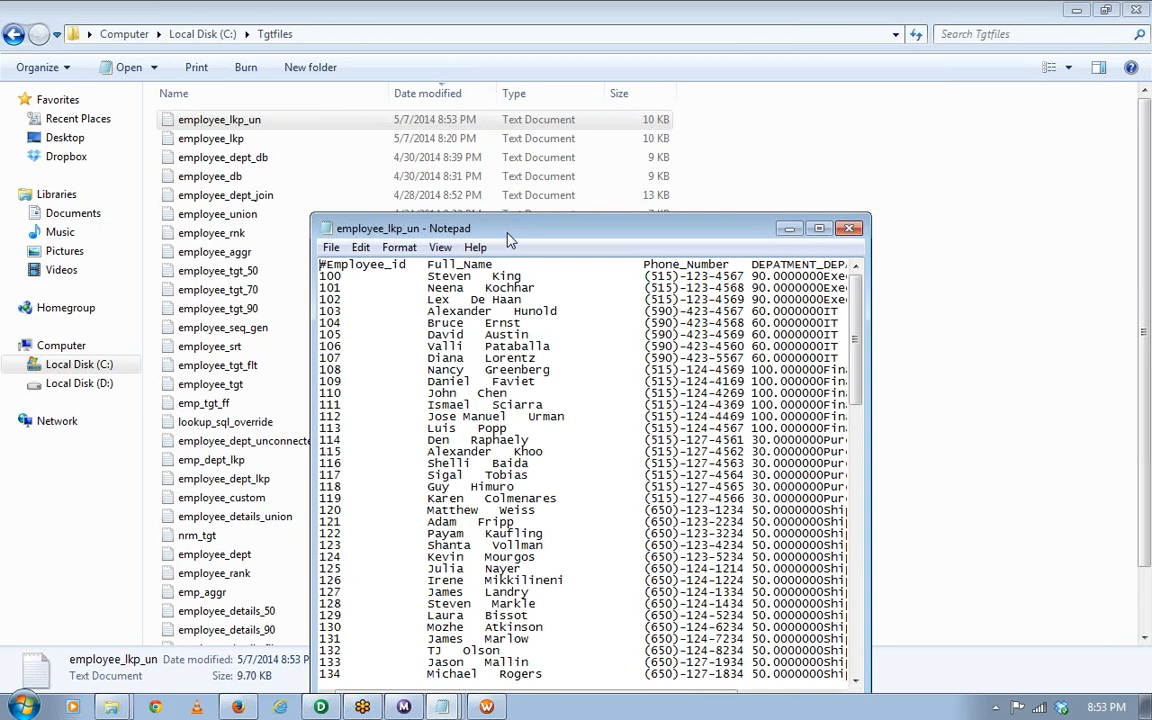 Computer Local Disk (C:) Tgtfiles
Search Tgtfiles
Organize Open Print Burn New folder
Favorites
Recent Places
Desktop
Dropbox
Libraries
Documents
Music
Pictures
Videos
Homegroup
Computer
Local Disk (C:)
Local Disk (D:)
Network
Name Date modified Type Size
employee_lkp_un 5/7/2014 8:53 PM Text Document 10 KB
employee_lkp 5/7/2014 8:20 PM Text Document 10 KB
employee_dept_db 4/30/2014 8:39 PM Text Document 9 KB
employee_db 4/30/2014 8:31 PM Text Document 9 KB
employee_dept_join 4/28/2014 8:52 PM Text Document 13 KB
employee_union
employee_rnk
employee_aggr
employee_tgt_50
employee_tgt_70
employee_tgt_90
employee_seq_gen
employee_srt
employee_tgt_flt
employee_tgt
emp_tgt_ff
lookup_sql_override
employee_dept_unconnecte
emp_dept_lkp
employee_dept_lkp
employee_custom
employee_details_union
nrm_tgt
employee_dept
employee_rank
emp_aggr
employee_details_50
employee_details_90
employee_lkp_un - Notepad
File Edit Format View Help
#Employee_id Full_Name Phone_Number DEPATMENT_DEP
100 Steven King (515)-123-4567 90.0000000Exe
101 Neena Kochhar (515)-123-4568 90.0000000Exe
102 Lex De Haan (515)-123-4569 90.0000000Exe
103 Alexander Hunold (590)-423-4567 60.0000000IT
104 Bruce Ernst (590)-423-4568 60.0000000IT
105 David Austin (590)-423-4569 60.0000000IT
106 Valli Pataballa (590)-423-4560 60.0000000IT
107 Diana Lorentz (590)-423-5567 60.0000000IT
108 Nancy Greenberg (515)-124-4569 100.000000Fin
109 Daniel Faviet (515)-124-4169 100.000000Fin
110 John Chen (515)-124-4269 100.000000Fin
111 Ismael Sciarra (515)-124-4369 100.000000Fin
112 Jose Manuel Urman (515)-124-4469 100.000000Fin
113 Luis Popp (515)-124-4567 100.000000Fin
114 Den Raphaely (515)-127-4561 30.0000000Pur
115 Alexander Khoo (515)-127-4562 30.0000000Pur
116 Shelli Baida (515)-127-4563 30.0000000Pur
117 Sigal Tobias (515)-127-4564 30.0000000Pur
118 Guy Himuro (515)-127-4565 30.0000000Pur
119 Karen Colmenares (515)-127-4566 30.0000000Pur
120 Matthew Weiss (650)-123-1234 50.0000000Shi
121 Adam Fripp (650)-123-2234 50.0000000Shi
122 Payam Kaufling (650)-123-3234 50.0000000Shi
123 Shanta Vollman (650)-123-4234 50.0000000Shi
124 Kevin Mourgos (650)-123-5234 50.0000000Shi
125 Julia Nayer (650)-124-1214 50.0000000Shi
126 Irene Mikkilineni (650)-124-1224 50.0000000Shi
127 James Landry (650)-124-1334 50.0000000Shi
128 Steven Markle (650)-124-1434 50.0000000Shi
129 Laura Bissot (650)-124-5234 50.0000000Shi
130 Mozhe Atkinson (650)-124-6234 50.0000000Shi
131 James Marlow (650)-124-7234 50.0000000Shi
132 TJ Olson (650)-124-8234 50.0000000Shi
133 Jason Mallin (650)-127-1934 50.0000000Shi
134 Michael Rogers (650)-127-1834 50.0000000Shi
employee_lkp_un Date modified: 5/7/2014 8:53 P
Text Document Size: 9.70 KB
8:53 PM